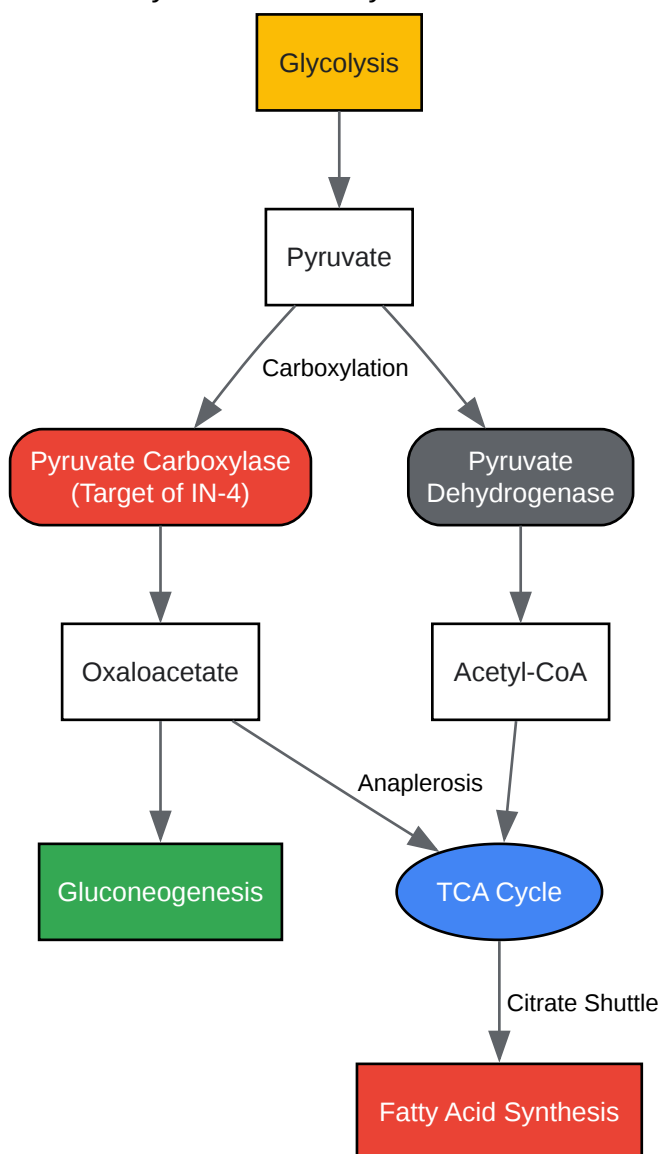 Glycolysis
Pyruvate
Carboxylation
Pyruvate Carboxylase
(Target of IN-4)
Pyruvate
Dehydrogenase
Oxaloacetate
Acetyl-CoA
Anaplerosis
Gluconeogenesis
TCA Cycle
Citrate Shuttle
Fatty Acid Synthesis